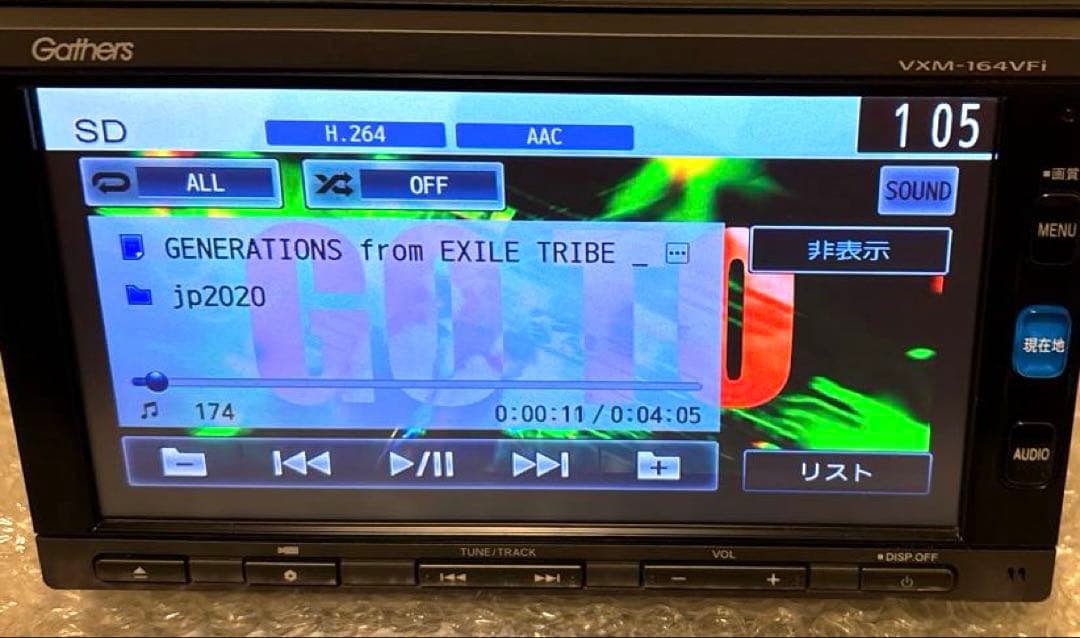 Gathers
VXM-164VFi
SD
H.264
AAC
1 05
ALL
OFF
SOUND
■画質
MENU
GENERATIONS from EXILE TRIBE _ …
非表示
jp2020
現在地
174
0:00:11/0:04:05
AUDIO
リスト
TUNE/TRACK
VOL
■DISP.OFF